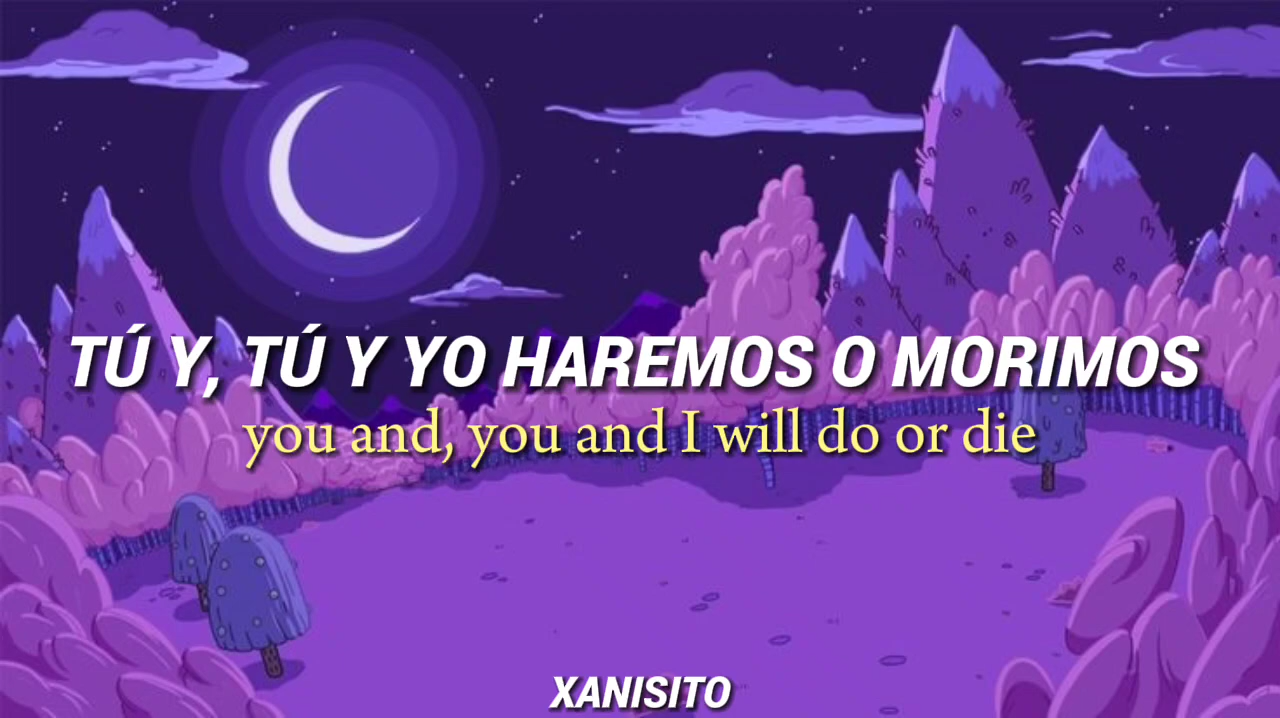 TÚ Y, TÚ Y YO HAREMOS O MORIMOS
you and, you and I will do or die
XANISITO